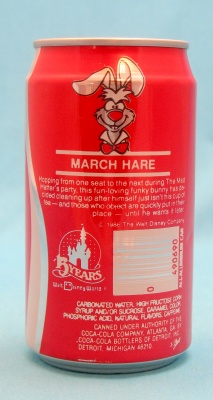 MARCH HARE
Hopping from one seat to the next during The Mad
Hatter's party, this fun-loving funky bunny has de-
cided cleaning up after himself just isn't his cup of
tea — and those who object are quickly put in their
place — until he wants it later.
The Walt Disney Company
15 YEARS
Walt Disney World
0 490690
CARBONATED WATER, HIGH FRUCTOSE CORN
SYRUP AND/OR SUCROSE, CARAMEL COLOR,
PHOSPHORIC ACID, NATURAL FLAVORS, CAFFEINE
CANNED UNDER AUTHORITY OF THE
COCA-COLA COMPANY, ATLANTA, GA. BY
COCA-COLA BOTTLERS OF DETROIT,
DETROIT, MICHIGAN 48210